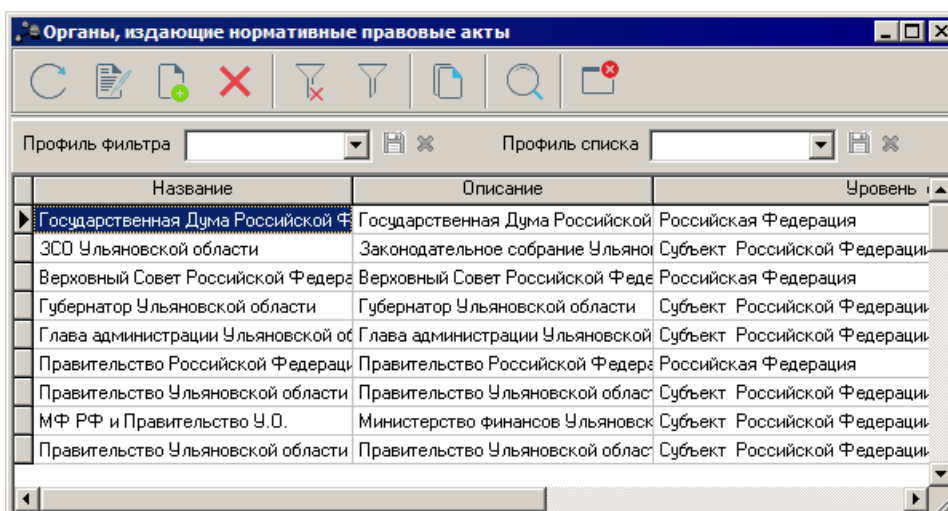 Органы, издающие нормативные правовые акты
Профиль фильтра Профиль списка
Название Описание Уровень
Государственная Дума Российской Ф Государственная Дума Российской Российская Федерация
ЗСО Ульяновской области Законодательное собрание Ульяно Субъект Российской Федерации
Верховный Совет Российской Федера Верховный Совет Российской Феде Российская Федерация
Губернатор Ульяновской области Губернатор Ульяновской области Субъект Российской Федерации
Глава администрации Ульяновской об Глава администрации Ульяновской Субъект Российской Федерации
Правительство Российской Федераци Правительство Российской Федера Российская Федерация
Правительство Ульяновской области Правительство Ульяновской облас Субъект Российской Федерации
МФ РФ и Правительство У.О. Министерство финансов Ульяновск Субъект Российской Федерации
Правительство Ульяновской области Правительство Ульяновской облас Субъект Российской Федерации